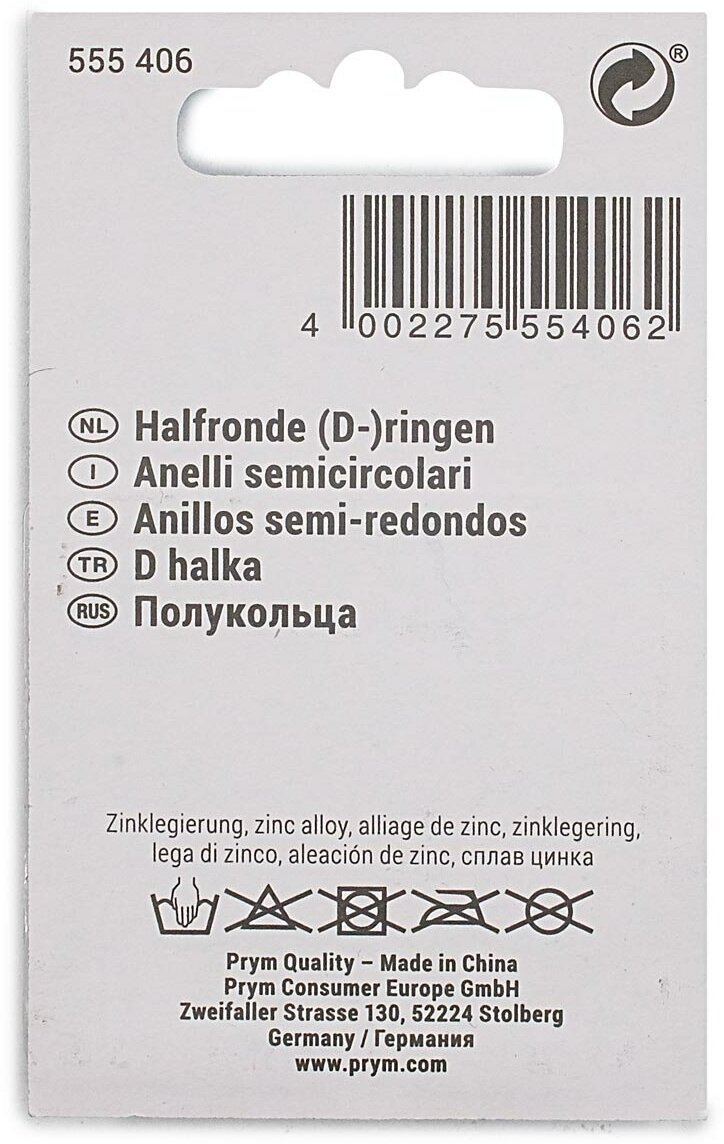 555 406
®
4 002275 554062
NL Halfronde (D-)ringen
I Anelli semicircolari
E Anillos semi-redondos
TR D halka
RUS Полукольца
Zinklegierung, zinc alloy, alliage de zinc, zinklegering,
lega di zinco, aleación de zinc, сплав цинка
Prym Quality – Made in China
Prym Consumer Europe GmbH
Zweifaller Strasse 130, 52224 Stolberg
Germany / Германия
www.prym.com